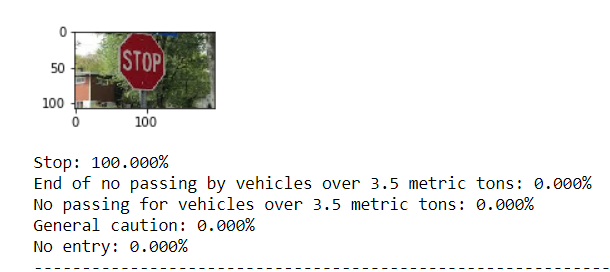 0
50
100
0
100
STOP
Stop: 100.000%
End of no passing by vehicles over 3.5 metric tons: 0.000%
No passing for vehicles over 3.5 metric tons: 0.000%
General caution: 0.000%
No entry: 0.000%